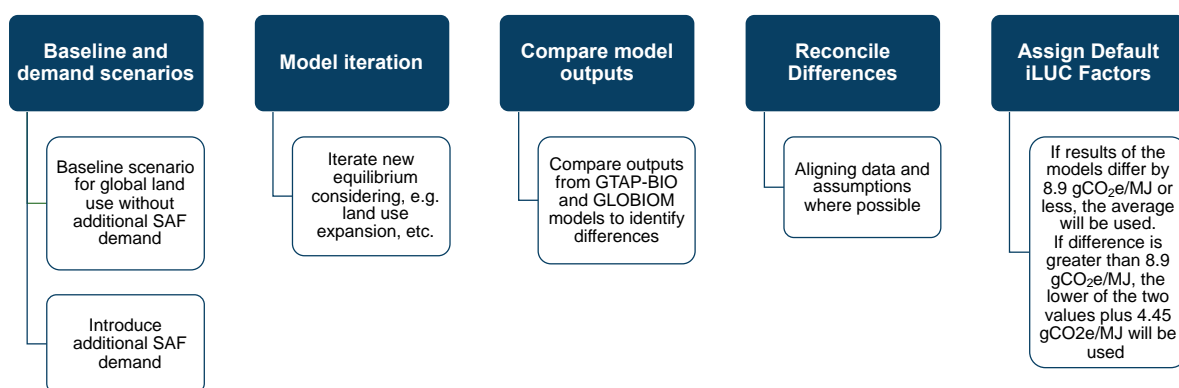 Baseline and
demand scenarios
Baseline scenario
for global land
use without
additional SAF
demand
Introduce
additional SAF
demand
Model iteration
Iterate new
equilibrium
considering, e.g.
land use
expansion, etc.
Compare model
outputs
Compare outputs
from GTAP-BIO
and GLOBIOM
models to identify
differences
Reconcile
Differences
Aligning data and
assumptions
where possible
Assign Default
iLUC Factors
If results of the
models differ by
8.9 gCO₂e/MJ or
less, the average
will be used.
If difference is
greater than 8.9
gCO₂e/MJ, the
lower of the two
values plus 4.45
gCO2e/MJ will be
used